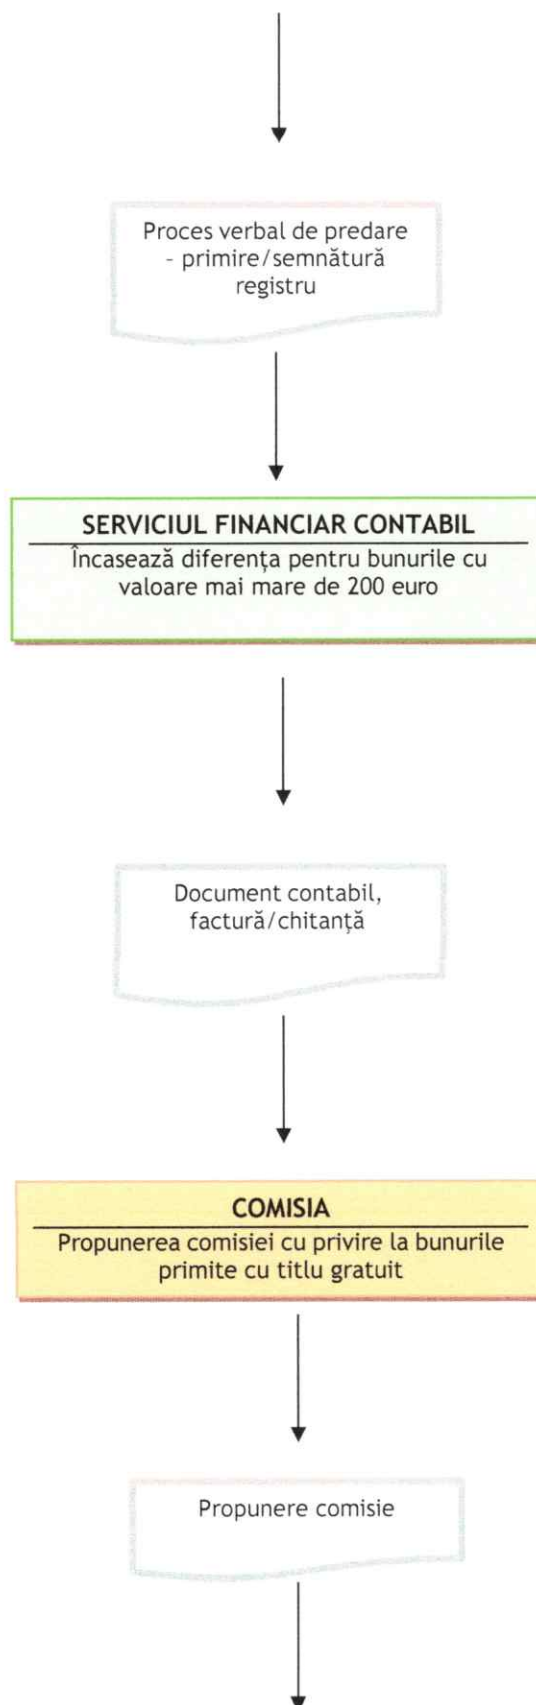 Proces verbal de predare
- primire/semnătură
registru
SERVICIUL FINANCIAR CONTABIL
Încasează diferența pentru bunurile cu
valoare mai mare de 200 euro
Document contabil,
factură/chitanță
COMISIA
Propunerea comisiei cu privire la bunurile
primite cu titlu gratuit
Propunere comisie